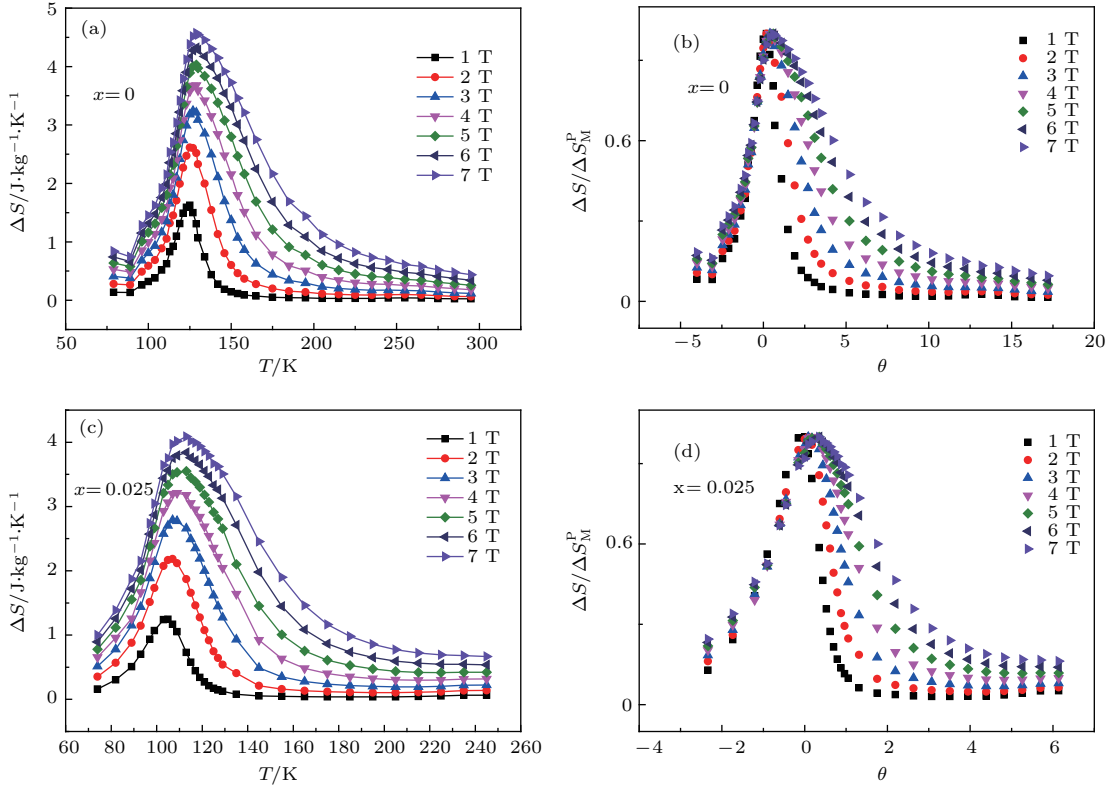 (a)
x= 0
ΔS/J·kg⁻¹·K⁻¹
5
4
3
2
1
0
1 T
2 T
3 T
4 T
5 T
6 T
7 T
50 100 150 200 250 300
T/K
(b)
x= 0
ΔS/ΔS_M^P
0.6
0
1 T
2 T
3 T
4 T
5 T
6 T
7 T
−5 0 5 10 15 20
θ
(c)
x= 0.025
ΔS/J·kg⁻¹·K⁻¹
4
3
2
1
0
1 T
2 T
3 T
4 T
5 T
6 T
7 T
60 80 100 120 140 160 180 200 220 240 260
T/K
(d)
x= 0.025
ΔS/ΔS_M^P
0.6
0
1 T
2 T
3 T
4 T
5 T
6 T
7 T
−4 −2 0 2 4 6
θ